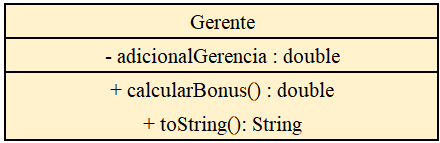 Gerente
- adicionalGerencia : double
+ calcularBonus() : double
+ toString(): String